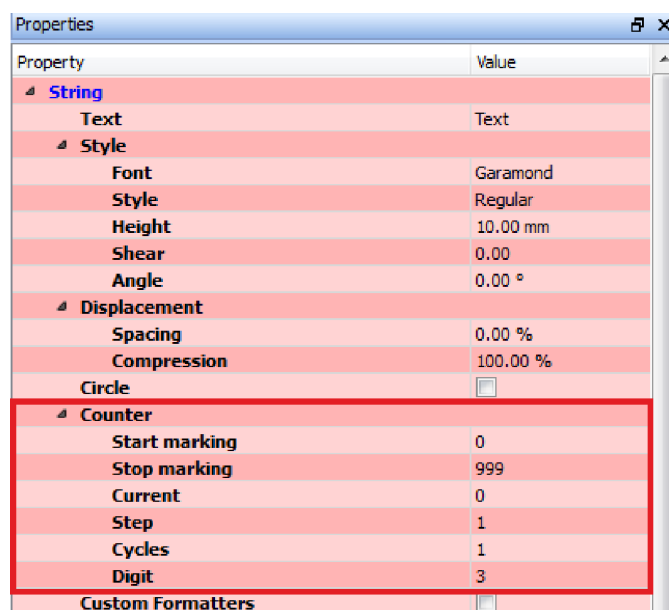 Properties
Property Value
String
Text Text
Style
Font Garamond
Style Regular
Height 10.00 mm
Shear 0.00
Angle 0.00 °
Displacement
Spacing 0.00 %
Compression 100.00 %
Circle
Counter
Start marking 0
Stop marking 999
Current 0
Step 1
Cycles 1
Digit 3
Custom Formatters